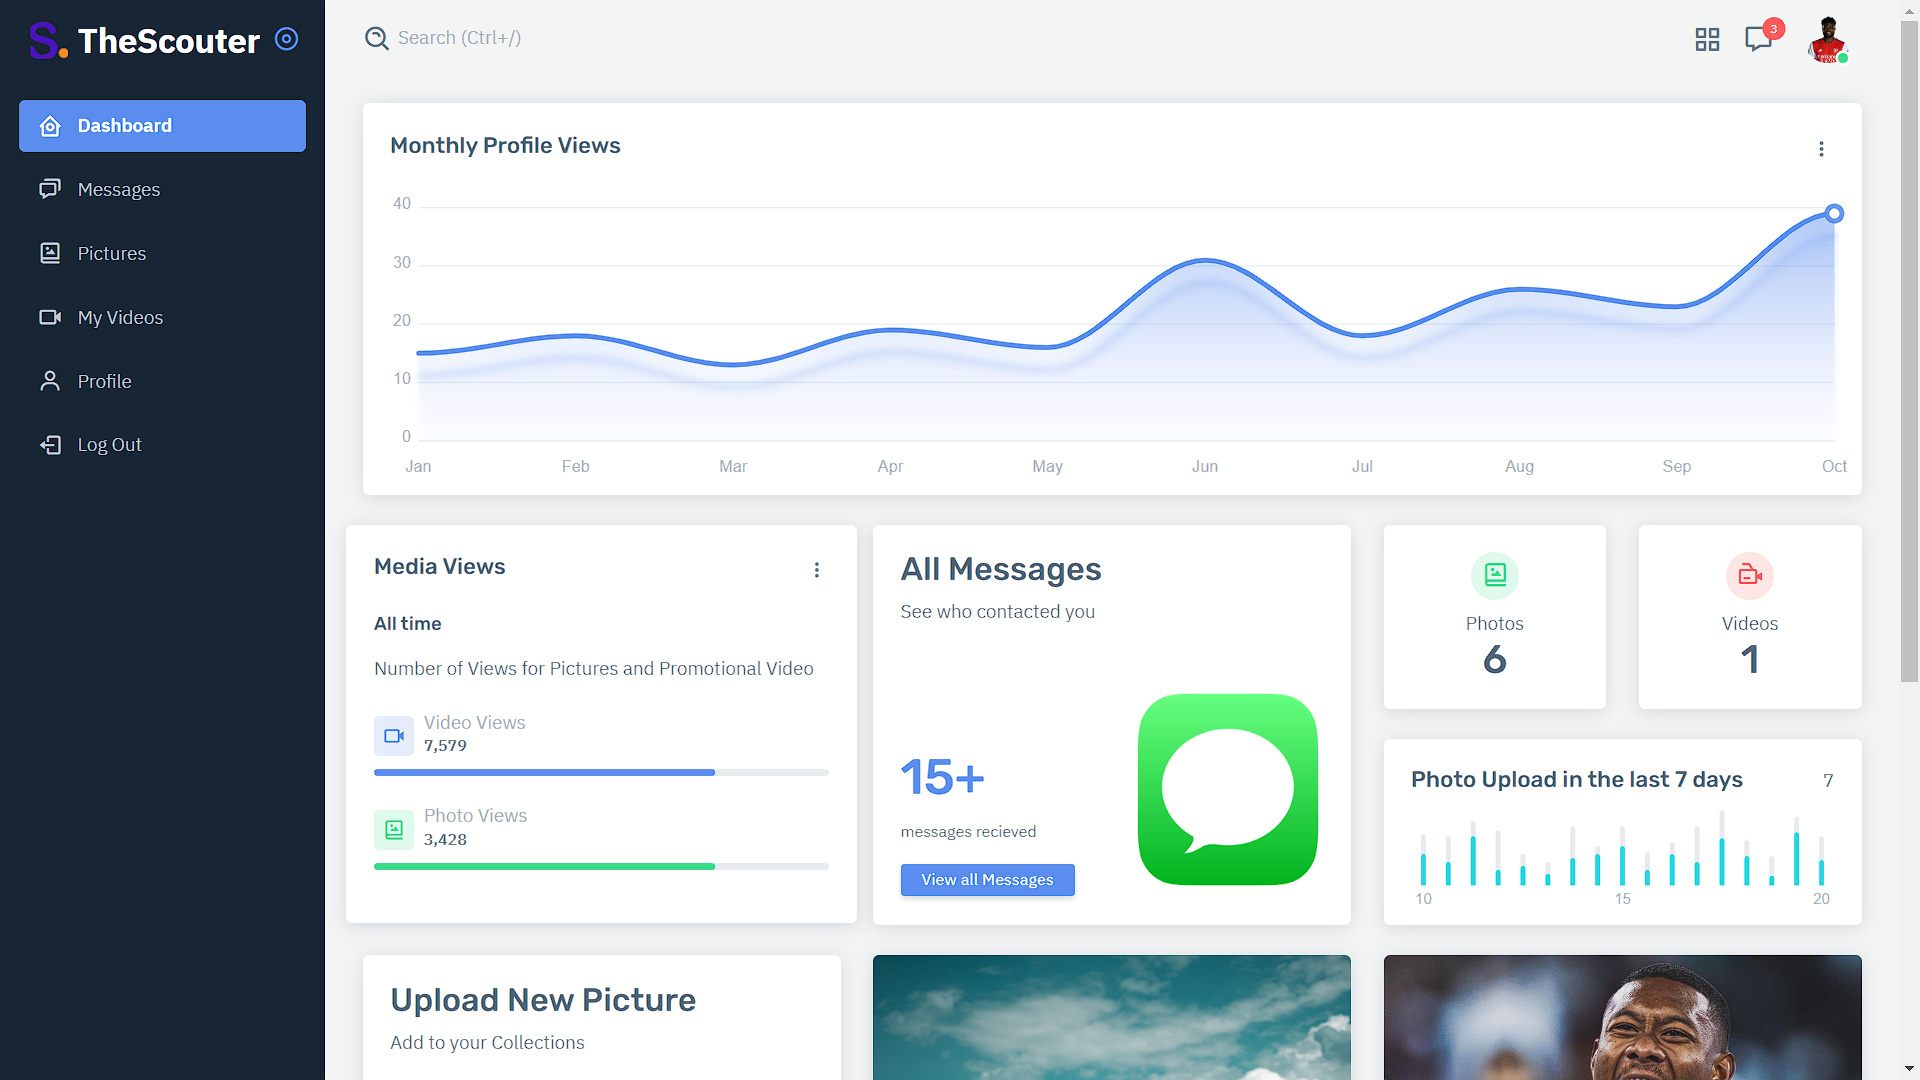 S. TheScouter
Search (Ctrl+/)
3
Dashboard
Messages
Pictures
My Videos
Profile
Log Out
Monthly Profile Views
40
30
20
10
0
Jan Feb Mar Apr May Jun Jul Aug Sep Oct
Media Views
All time
Number of Views for Pictures and Promotional Video
Video Views
7,579
Photo Views
3,428
All Messages
See who contacted you
15+
messages recieved
View all Messages
Photos
6
Videos
1
Photo Upload in the last 7 days 7
10 15 20
Upload New Picture
Add to your Collections